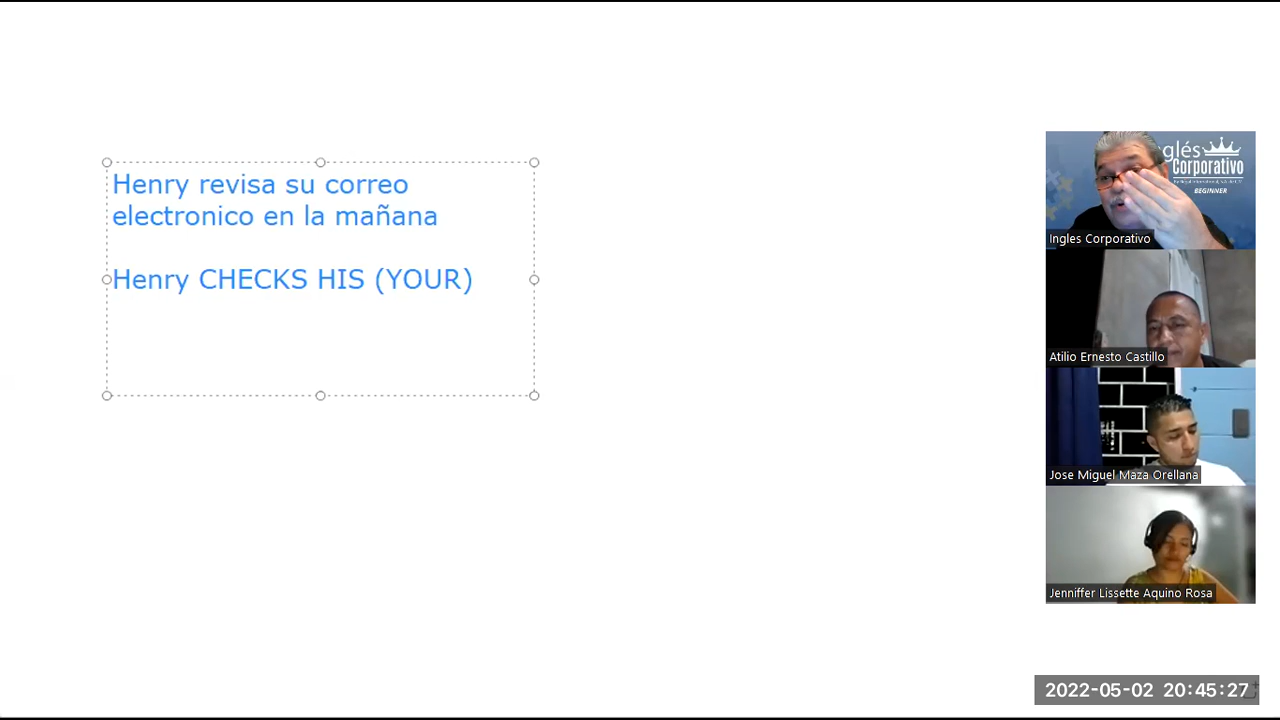 Henry revisa su correo
electronico en la mañana
Henry CHECKS HIS (YOUR)
glés
Corporativo
BEGINNER
Ingles Corporativo
Atilio Ernesto Castillo
Jose Miguel Maza Orellana
Jenniffer Lissette Aquino Rosa
2022-05-02 20:45:27